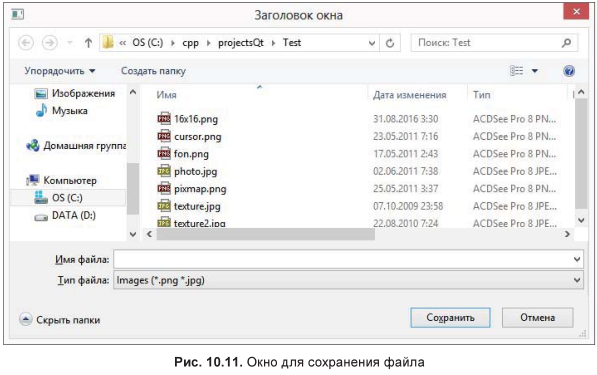 Заголовок окна
« OS (C:) › cpp › projectsQt › Test
Поиск: Test
Упорядочить
Создать папку
Изображения
Музыка
Домашняя группа
Компьютер
OS (C:)
DATA (D:)
Имя Дата изменения Тип
16x16.png 31.08.2016 3:30 ACDSee Pro 8 PN...
cursor.png 23.05.2011 7:16 ACDSee Pro 8 PN...
fon.png 17.05.2011 2:43 ACDSee Pro 8 PN...
photo.jpg 02.06.2011 7:38 ACDSee Pro 8 JPE...
pixmap.png 25.05.2011 3:37 ACDSee Pro 8 PN...
texture.jpg 07.10.2009 23:58 ACDSee Pro 8 JPE...
texture2.jpg 22.08.2010 7:24 ACDSee Pro 8 JPE...
Имя файла:
Тип файла: Images (*.png *.jpg)
Скрыть папки
Сохранить
Отмена
Рис. 10.11. Окно для сохранения файла